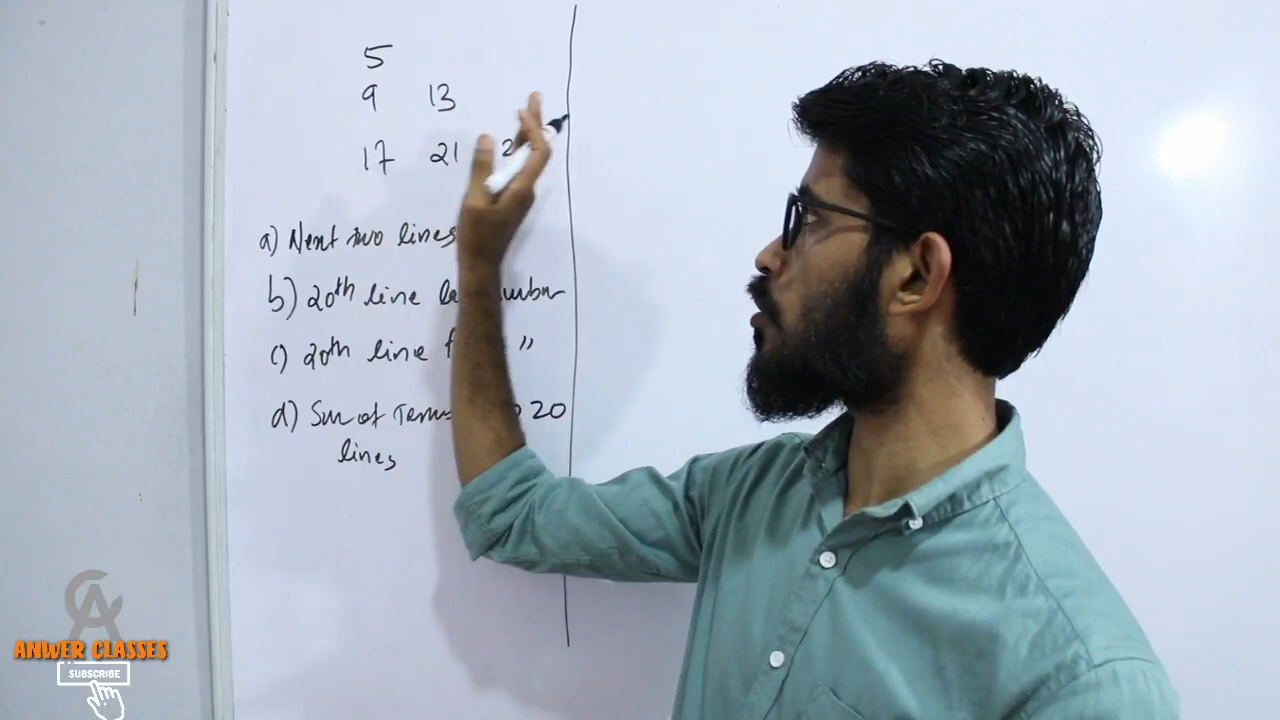 5
9 13
17 21
a) Next two lines
b) 20th line
c) 20th line "
d) Sum of Terms 20
lines
ANWER CLASSES
SUBSCRIBE